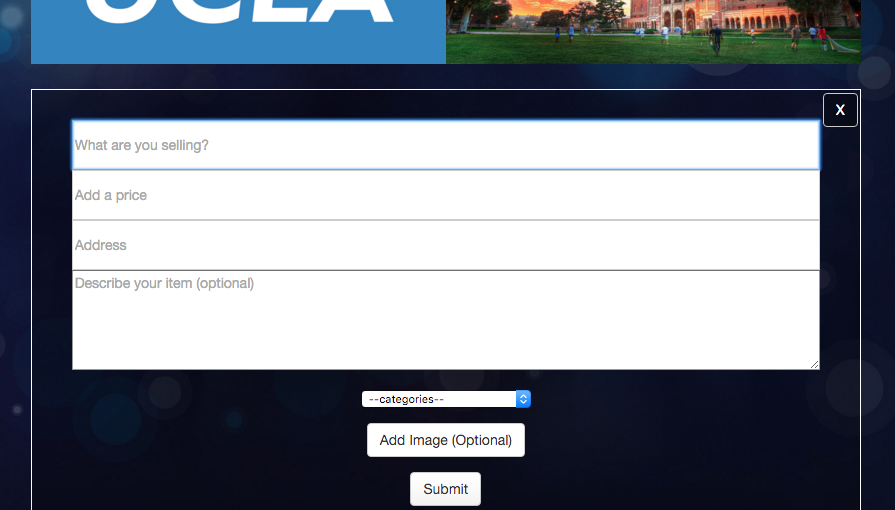 UCLA
X
What are you selling?
Add a price
Address
Describe your item (optional)
--categories--
Add Image (Optional)
Submit